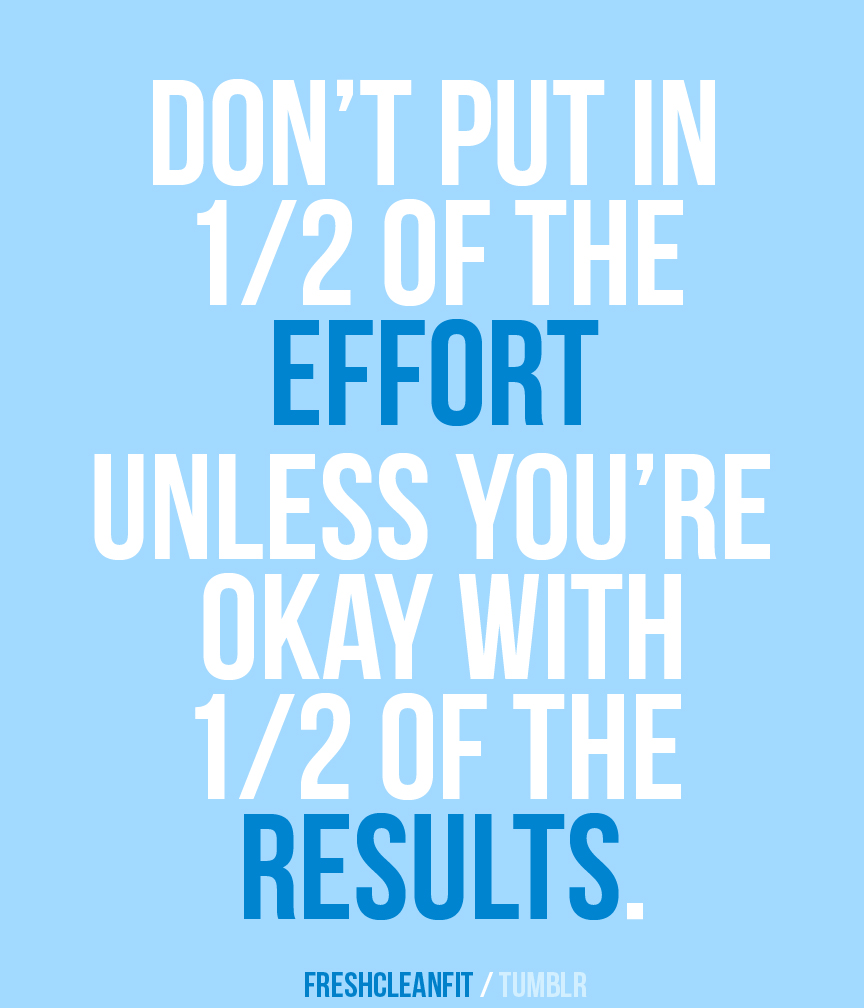 DON'T PUT IN
1/2 OF THE
EFFORT
UNLESS YOU'RE
OKAY WITH
1/2 OF THE
RESULTS.
FRESHCLEANFIT / TUMBLR